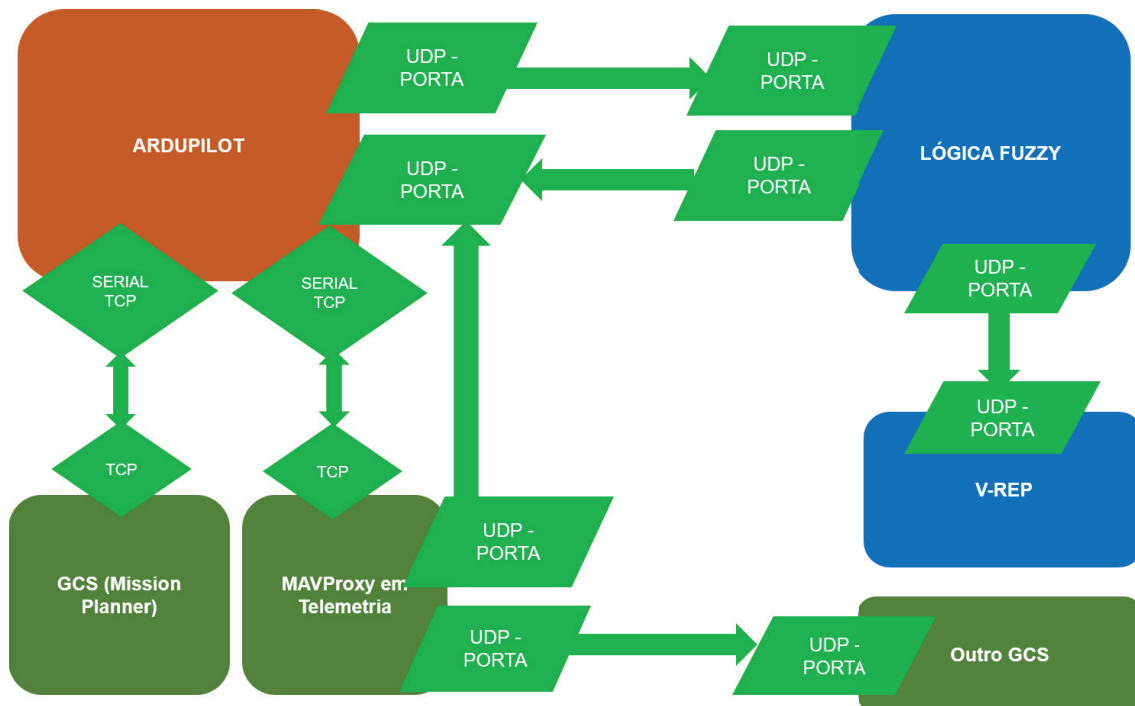 UDP -
PORTA
UDP -
PORTA
ARDUPILOT
LÓGICA FUZZY
UDP -
PORTA
UDP -
PORTA
SERIAL
TCP
SERIAL
TCP
UDP -
PORTA
UDP -
PORTA
TCP
TCP
V-REP
UDP -
PORTA
GCS (Mission
Planner)
MAVProxy em
Telemetria
UDP -
PORTA
UDP -
PORTA
Outro GCS